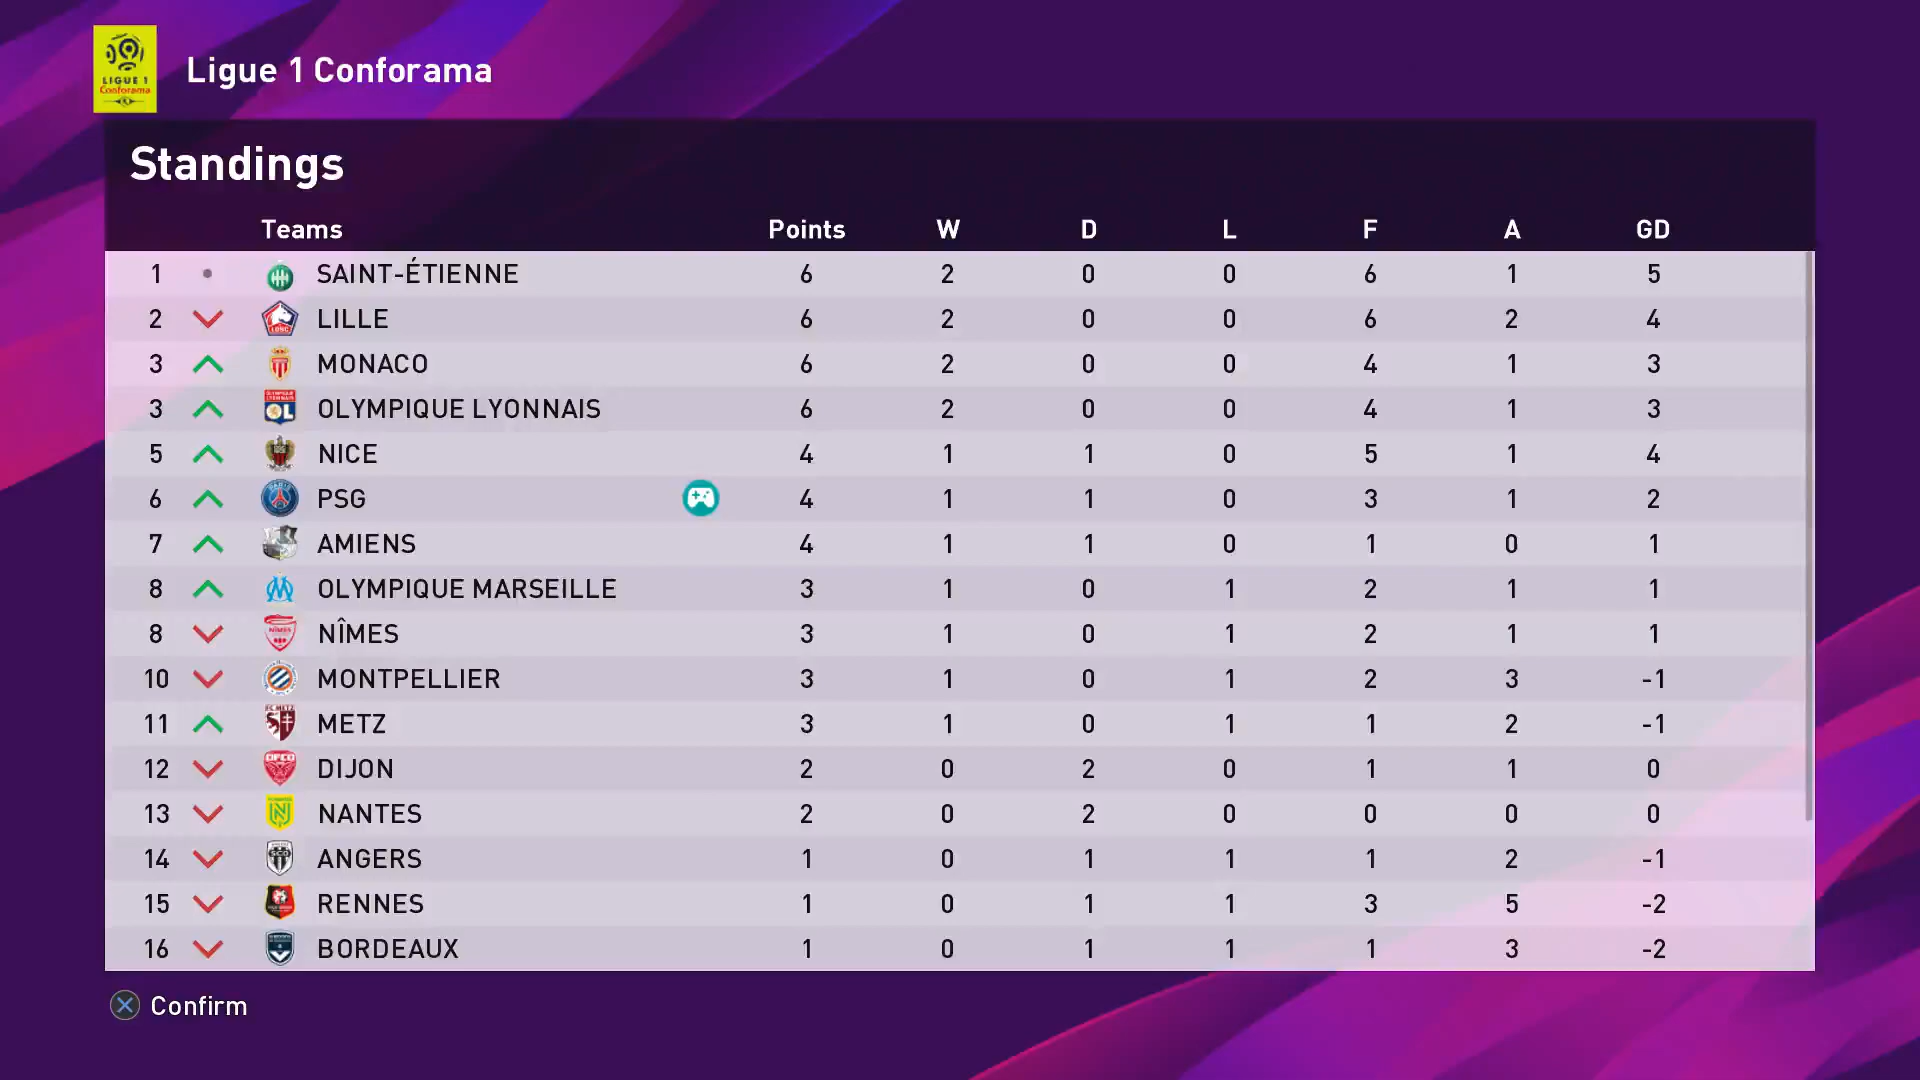 LIGUE 1
Conforama
Ligue 1 Conforama
Standings
Teams Points W D L F A GD
1 SAINT-ÉTIENNE 6 2 0 0 6 1 5
2 LILLE 6 2 0 0 6 2 4
3 MONACO 6 2 0 0 4 1 3
3 OLYMPIQUE LYONNAIS 6 2 0 0 4 1 3
5 NICE 4 1 1 0 5 1 4
6 PSG 4 1 1 0 3 1 2
7 AMIENS 4 1 1 0 1 0 1
8 OLYMPIQUE MARSEILLE 3 1 0 1 2 1 1
8 NÎMES 3 1 0 1 2 1 1
10 MONTPELLIER 3 1 0 1 2 3 -1
11 METZ 3 1 0 1 1 2 -1
12 DIJON 2 0 2 0 1 1 0
13 NANTES 2 0 2 0 0 0 0
14 ANGERS 1 0 1 1 1 2 -1
15 RENNES 1 0 1 1 3 5 -2
16 BORDEAUX 1 0 1 1 1 3 -2
Confirm